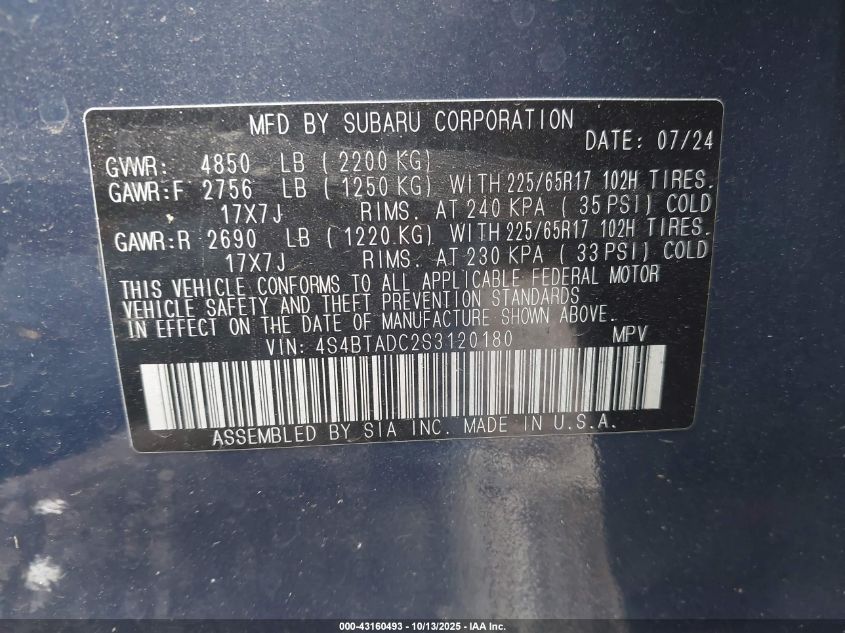 MFD BY SUBARU CORPORATION DATE: 07/24
GVWR: 4850 LB ( 2200 KG)
GAWR:F 2756 LB ( 1250 KG) WITH 225/65R17 102H TIRES.
17X7J RIMS. AT 240 KPA ( 35 PSI) COLD
GAWR:R 2690 LB ( 1220 KG) WITH 225/65R17 102H TIRES.
17X7J RIMS. AT 230 KPA ( 33 PSI) COLD
THIS VEHICLE CONFORMS TO ALL APPLICABLE FEDERAL MOTOR
VEHICLE SAFETY AND THEFT PREVENTION STANDARDS
IN EFFECT ON THE DATE OF MANUFACTURE SHOWN ABOVE.
VIN: 4S4BTADC2S3120180 MPV
ASSEMBLED BY SIA INC. MADE IN U.S.A.
000-43160493 - 10/13/2025 - IAA Inc.